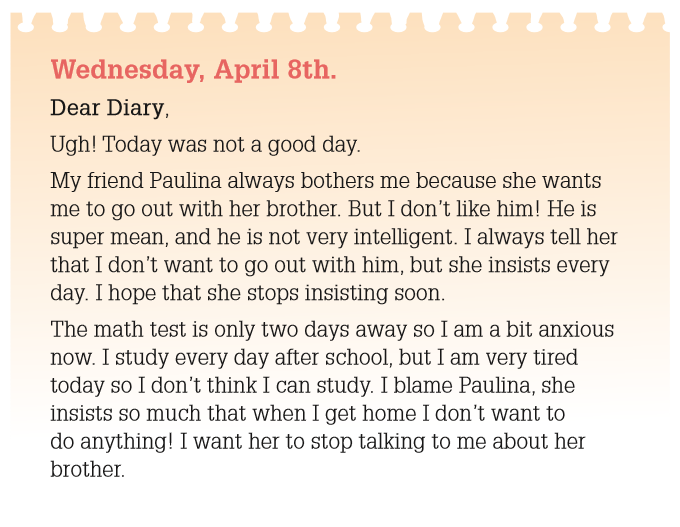 Wednesday, April 8th.
Dear Diary,
Ugh! Today was not a good day.
My friend Paulina always bothers me because she wants
me to go out with her brother. But I don't like him! He is
super mean, and he is not very intelligent. I always tell her
that I don't want to go out with him, but she insists every
day. I hope that she stops insisting soon.
The math test is only two days away so I am a bit anxious
now. I study every day after school, but I am very tired
today so I don't think I can study. I blame Paulina, she
insists so much that when I get home I don't want to
do anything! I want her to stop talking to me about her
brother.